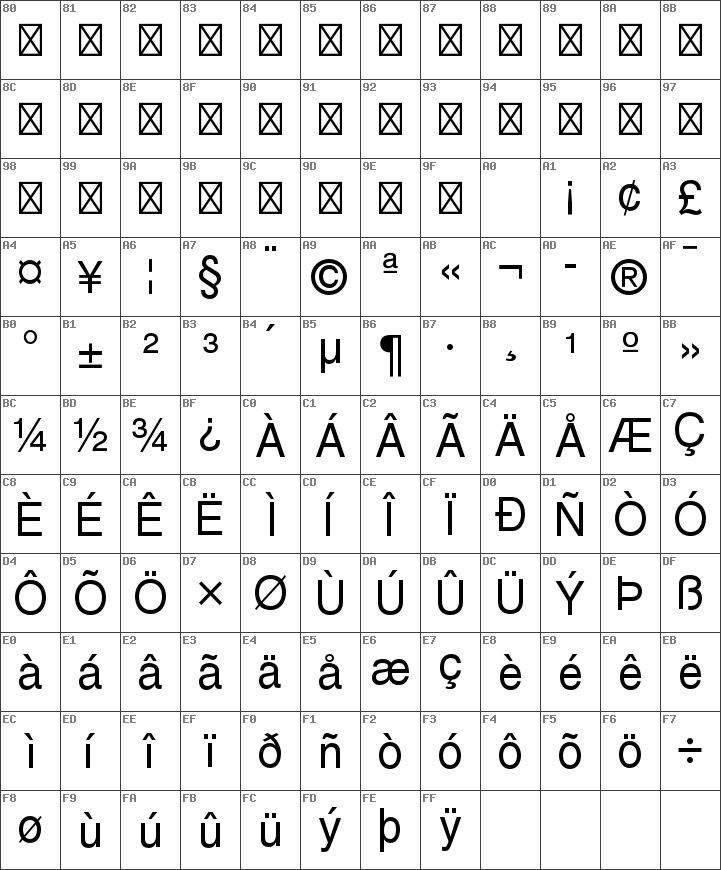 80 81 82 83 84 85 86 87 88 89 8A 8B
8C 8D 8E 8F 90 91 92 93 94 95 96 97
98 99 9A 9B 9C 9D 9E 9F A0 A1 A2 A3
¡ ¢ £
A4 A5 A6 A7 A8 A9 AA AB AC AD AE AF
¤ ¥ ¦ § ¨ © ª « ¬ - ® ¯
B0 B1 B2 B3 B4 B5 B6 B7 B8 B9 BA BB
° ± ² ³ ´ µ ¶ · ¸ ¹ º »
BC BD BE BF C0 C1 C2 C3 C4 C5 C6 C7
¼ ½ ¾ ¿ À Á Â Ã Ä Å Æ Ç
C8 C9 CA CB CC CD CE CF D0 D1 D2 D3
È É Ê Ë Ì Í Î Ï Ð Ñ Ò Ó
D4 D5 D6 D7 D8 D9 DA DB DC DD DE DF
Ô Õ Ö × Ø Ù Ú Û Ü Ý Þ ß
E0 E1 E2 E3 E4 E5 E6 E7 E8 E9 EA EB
à á â ã ä å æ ç è é ê ë
EC ED EE EF F0 F1 F2 F3 F4 F5 F6 F7
ì í î ï ð ñ ò ó ô õ ö ÷
F8 F9 FA FB FC FD FE FF
ø ù ú û ü ý þ ÿ